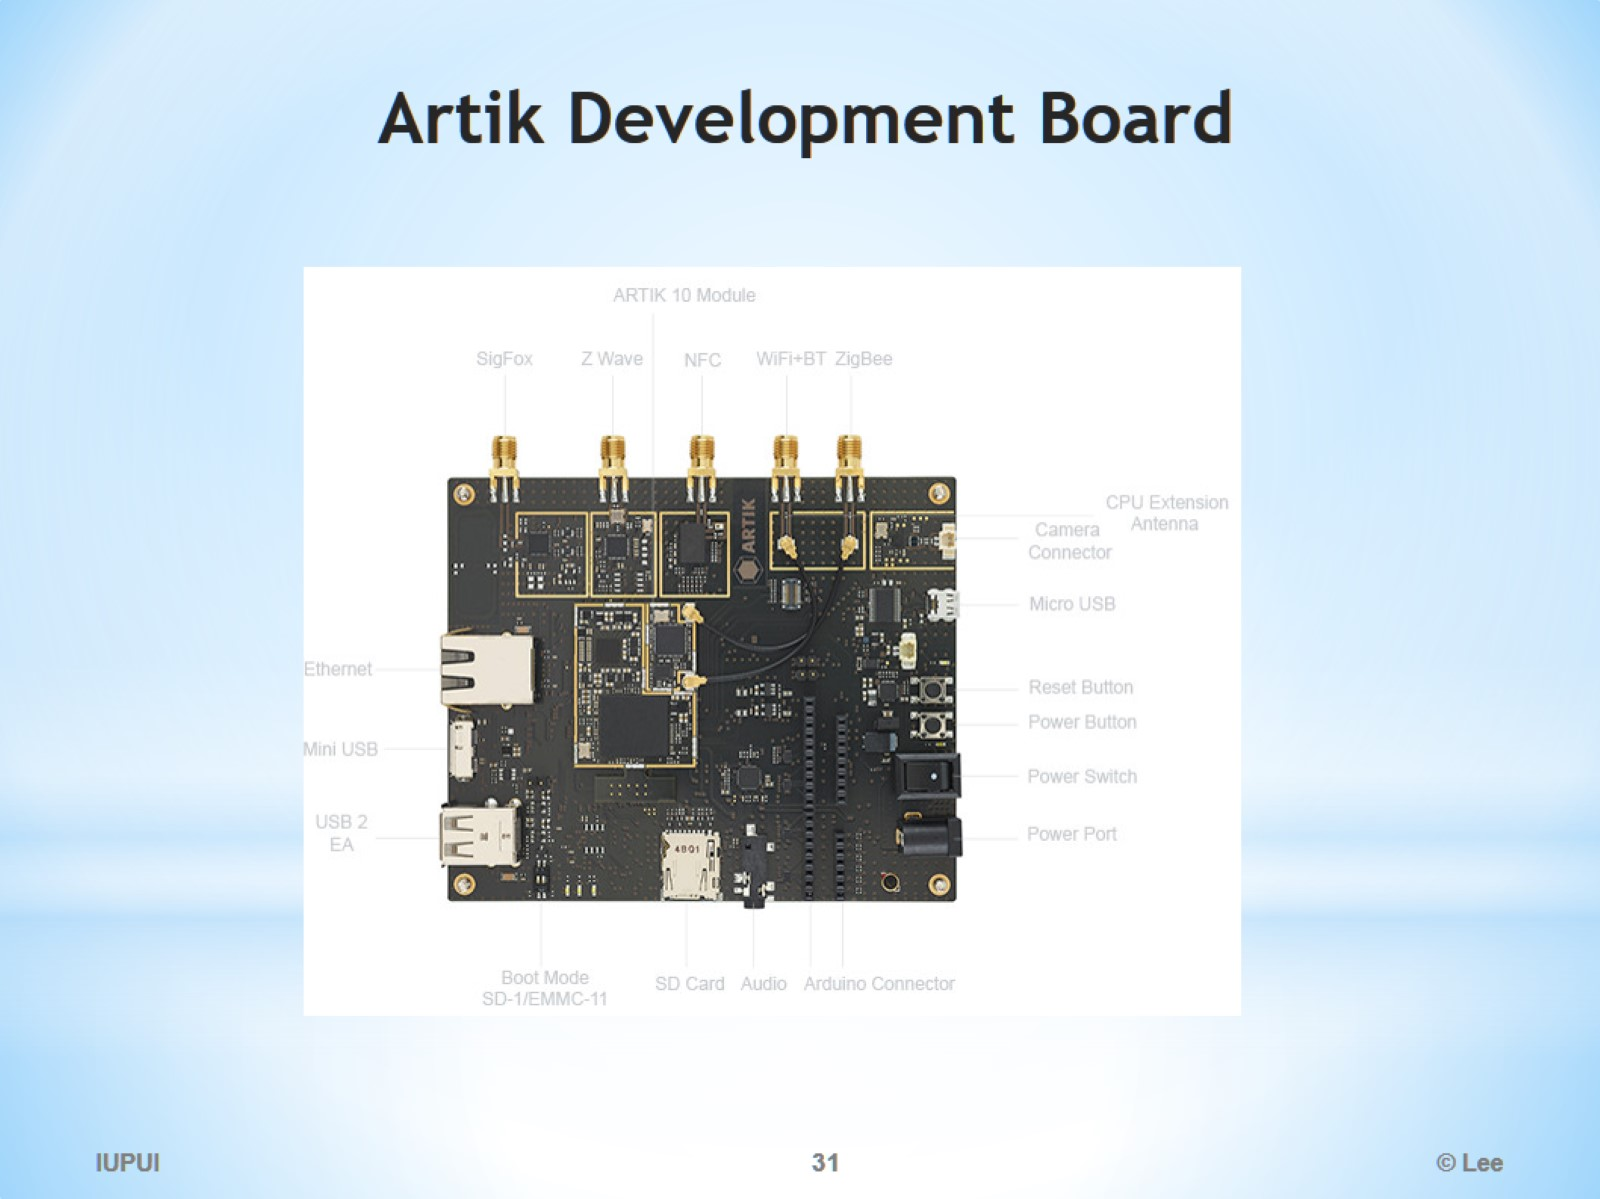 Artik Development Board
ARTIK 10 Module
SigFox
Z Wave
NFC
WiFi+BT
ZigBee
CPU Extension
Antenna
Camera
Connector
Micro USB
Reset Button
Power Button
Power Switch
Power Port
Ethernet
Mini USB
USB 2
EA
ARTIK
48Q1
Boot Mode
SD-1/EMMC-11
SD Card
Audio
Arduino Connector
IUPUI
31
© Lee